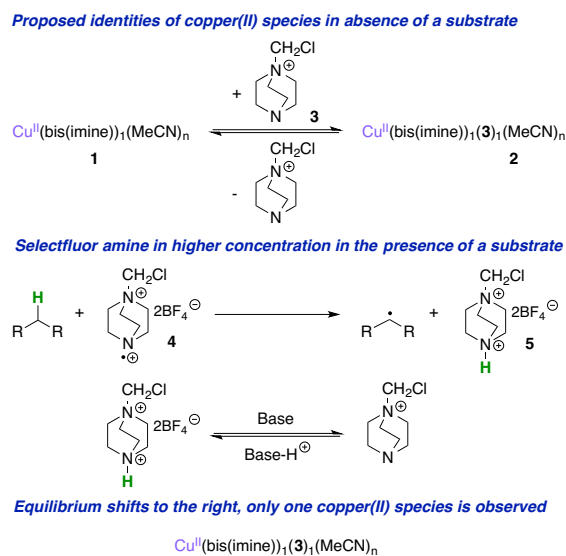 Proposed identities of copper(II) species in absence of a substrate
CH₂Cl
N⊕
N
+ 3
Cuᴵᴵ(bis(imine))₁(MeCN)ₙ Cuᴵᴵ(bis(imine))₁(3)₁(MeCN)ₙ
1 2
CH₂Cl
N⊕
-
N
Selectfluor amine in higher concentration in the presence of a substrate
H CH₂Cl CH₂Cl
N⊕ N⊕
R R + 2BF₄⊖ R • R + 2BF₄⊖
N 4 N 5
•⊕ ⊕
H
CH₂Cl CH₂Cl
N⊕ N⊕
2BF₄⊖ Base
N⊕ Base-H⊕ N
H
Equilibrium shifts to the right, only one copper(II) species is observed
Cuᴵᴵ(bis(imine))₁(3)₁(MeCN)ₙ